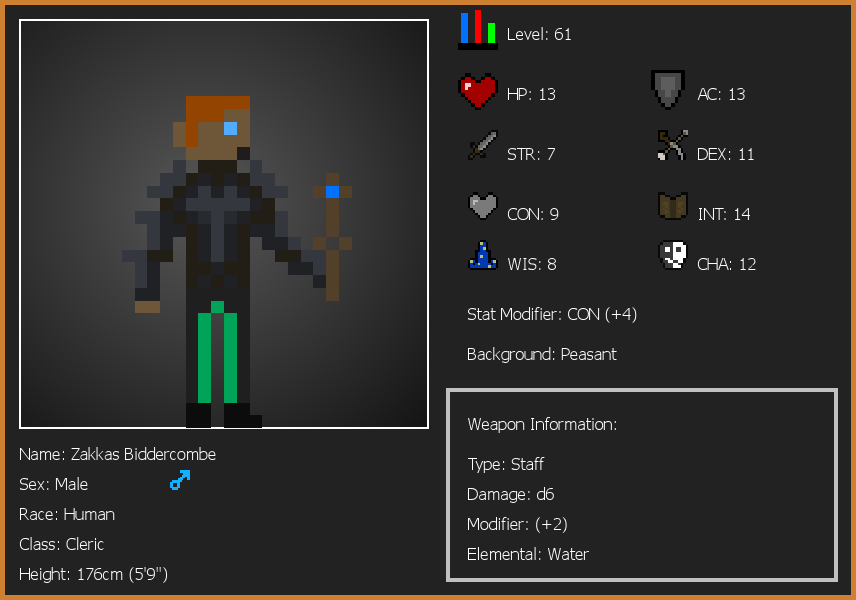 Level: 61
HP: 13
AC: 13
STR: 7
DEX: 11
CON: 9
INT: 14
WIS: 8
CHA: 12
Stat Modifier: CON (+4)
Background: Peasant
Weapon Information:
Type: Staff
Damage: d6
Modifier: (+2)
Elemental: Water
Name: Zakkas Biddercombe
Sex: Male
Race: Human
Class: Cleric
Height: 176cm (5'9")